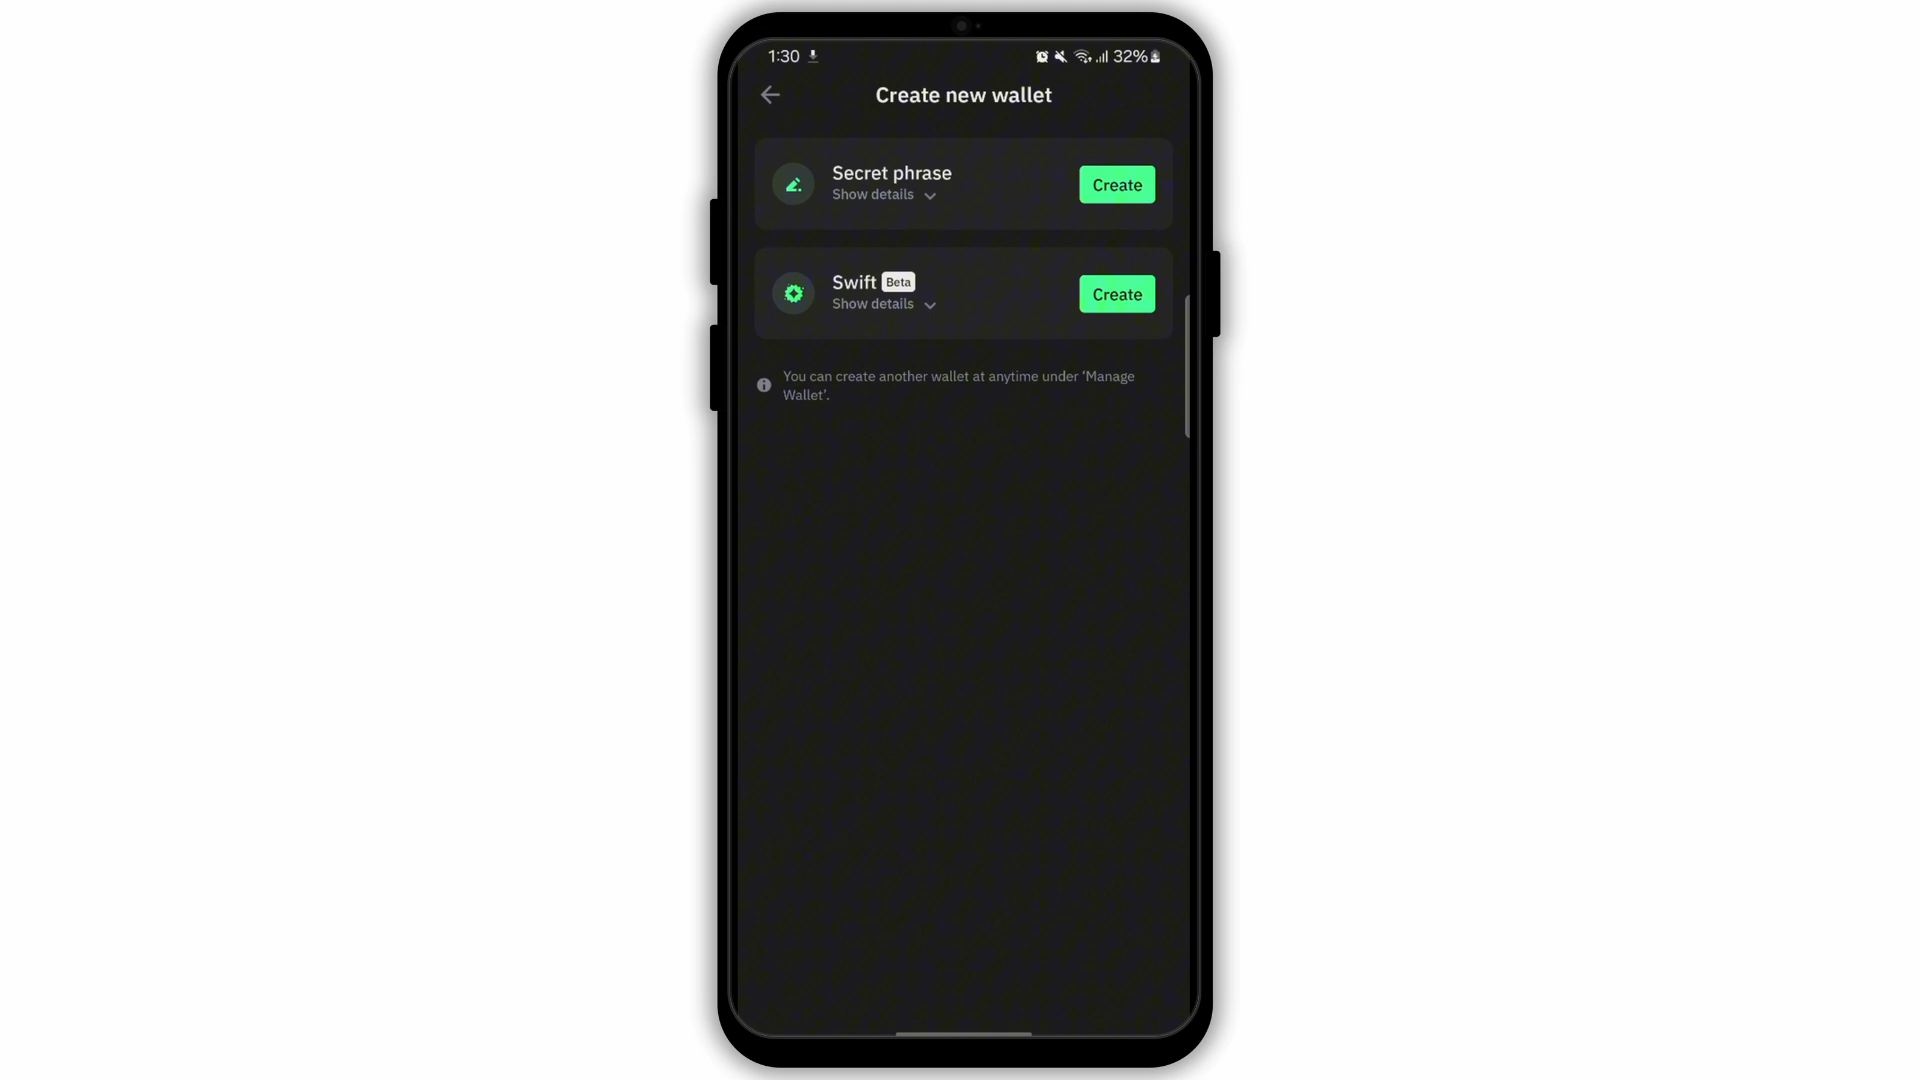 1:30 32%
Create new wallet
Secret phrase
Show details
Create
Swift Beta
Show details
Create
You can create another wallet at anytime under ‘Manage
Wallet’.